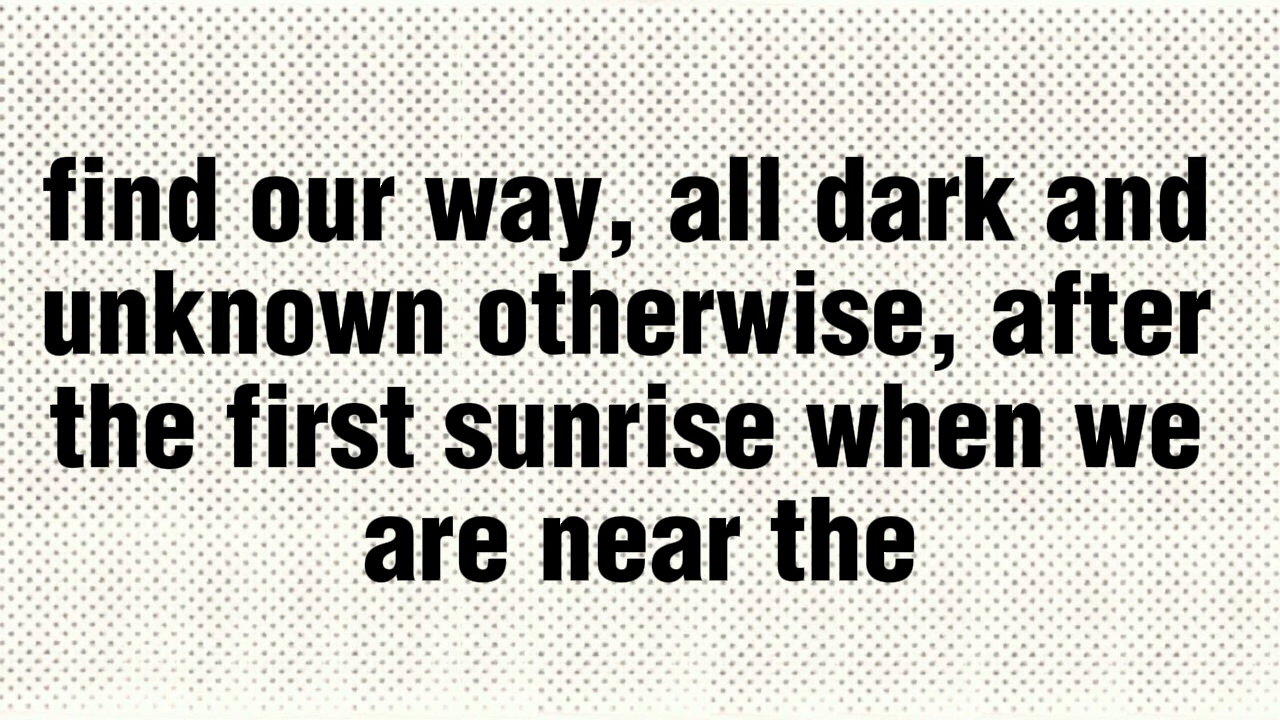 find our way, all dark and
unknown otherwise, after
the first sunrise when we
are near the